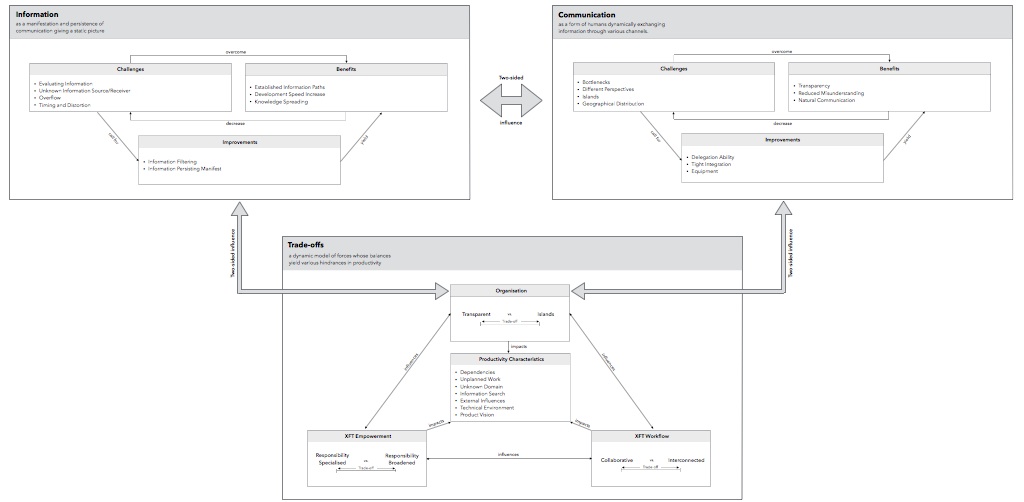 Information
as a manifestation and persistence of
communication giving a static picture
overcome
Challenges
• Evaluating Information
• Unknown Information Source/Receiver
• Overflow
• Timing and Distortion
Benefits
• Established Information Paths
• Development Speed Increase
• Knowledge Spreading
decrease
call for
Improvements
• Information Filtering
• Information Persisting Manifest
yield
Two-sided
influence
Communication
as a form of humans dynamically exchanging
information through various channels.
overcome
Challenges
• Bottlenecks
• Different Perspectives
• Islands
• Geographical Distribution
Benefits
• Transparency
• Reduced Misunderstanding
• Natural Communication
decrease
call for
Improvements
• Delegation Ability
• Tight Integration
• Equipment
yield
Two sided influence
Two sided influence
Trade-offs
a dynamic model of forces whose balances
yield various hindrances in productivity
Organisation
Transparent vs Islands
Trade-off
impacts
influences
influences
Productivity Characteristics
• Dependencies
• Unplanned Work
• Unknown Domain
• Information Search
• External Influences
• Technical Environment
• Product Vision
impacts
impacts
XFT Empowerment
Responsibility Specialised vs Responsibility Broadened
Trade-off
influences
XFT Workflow
Collaborative vs Interconnected
Trade-off